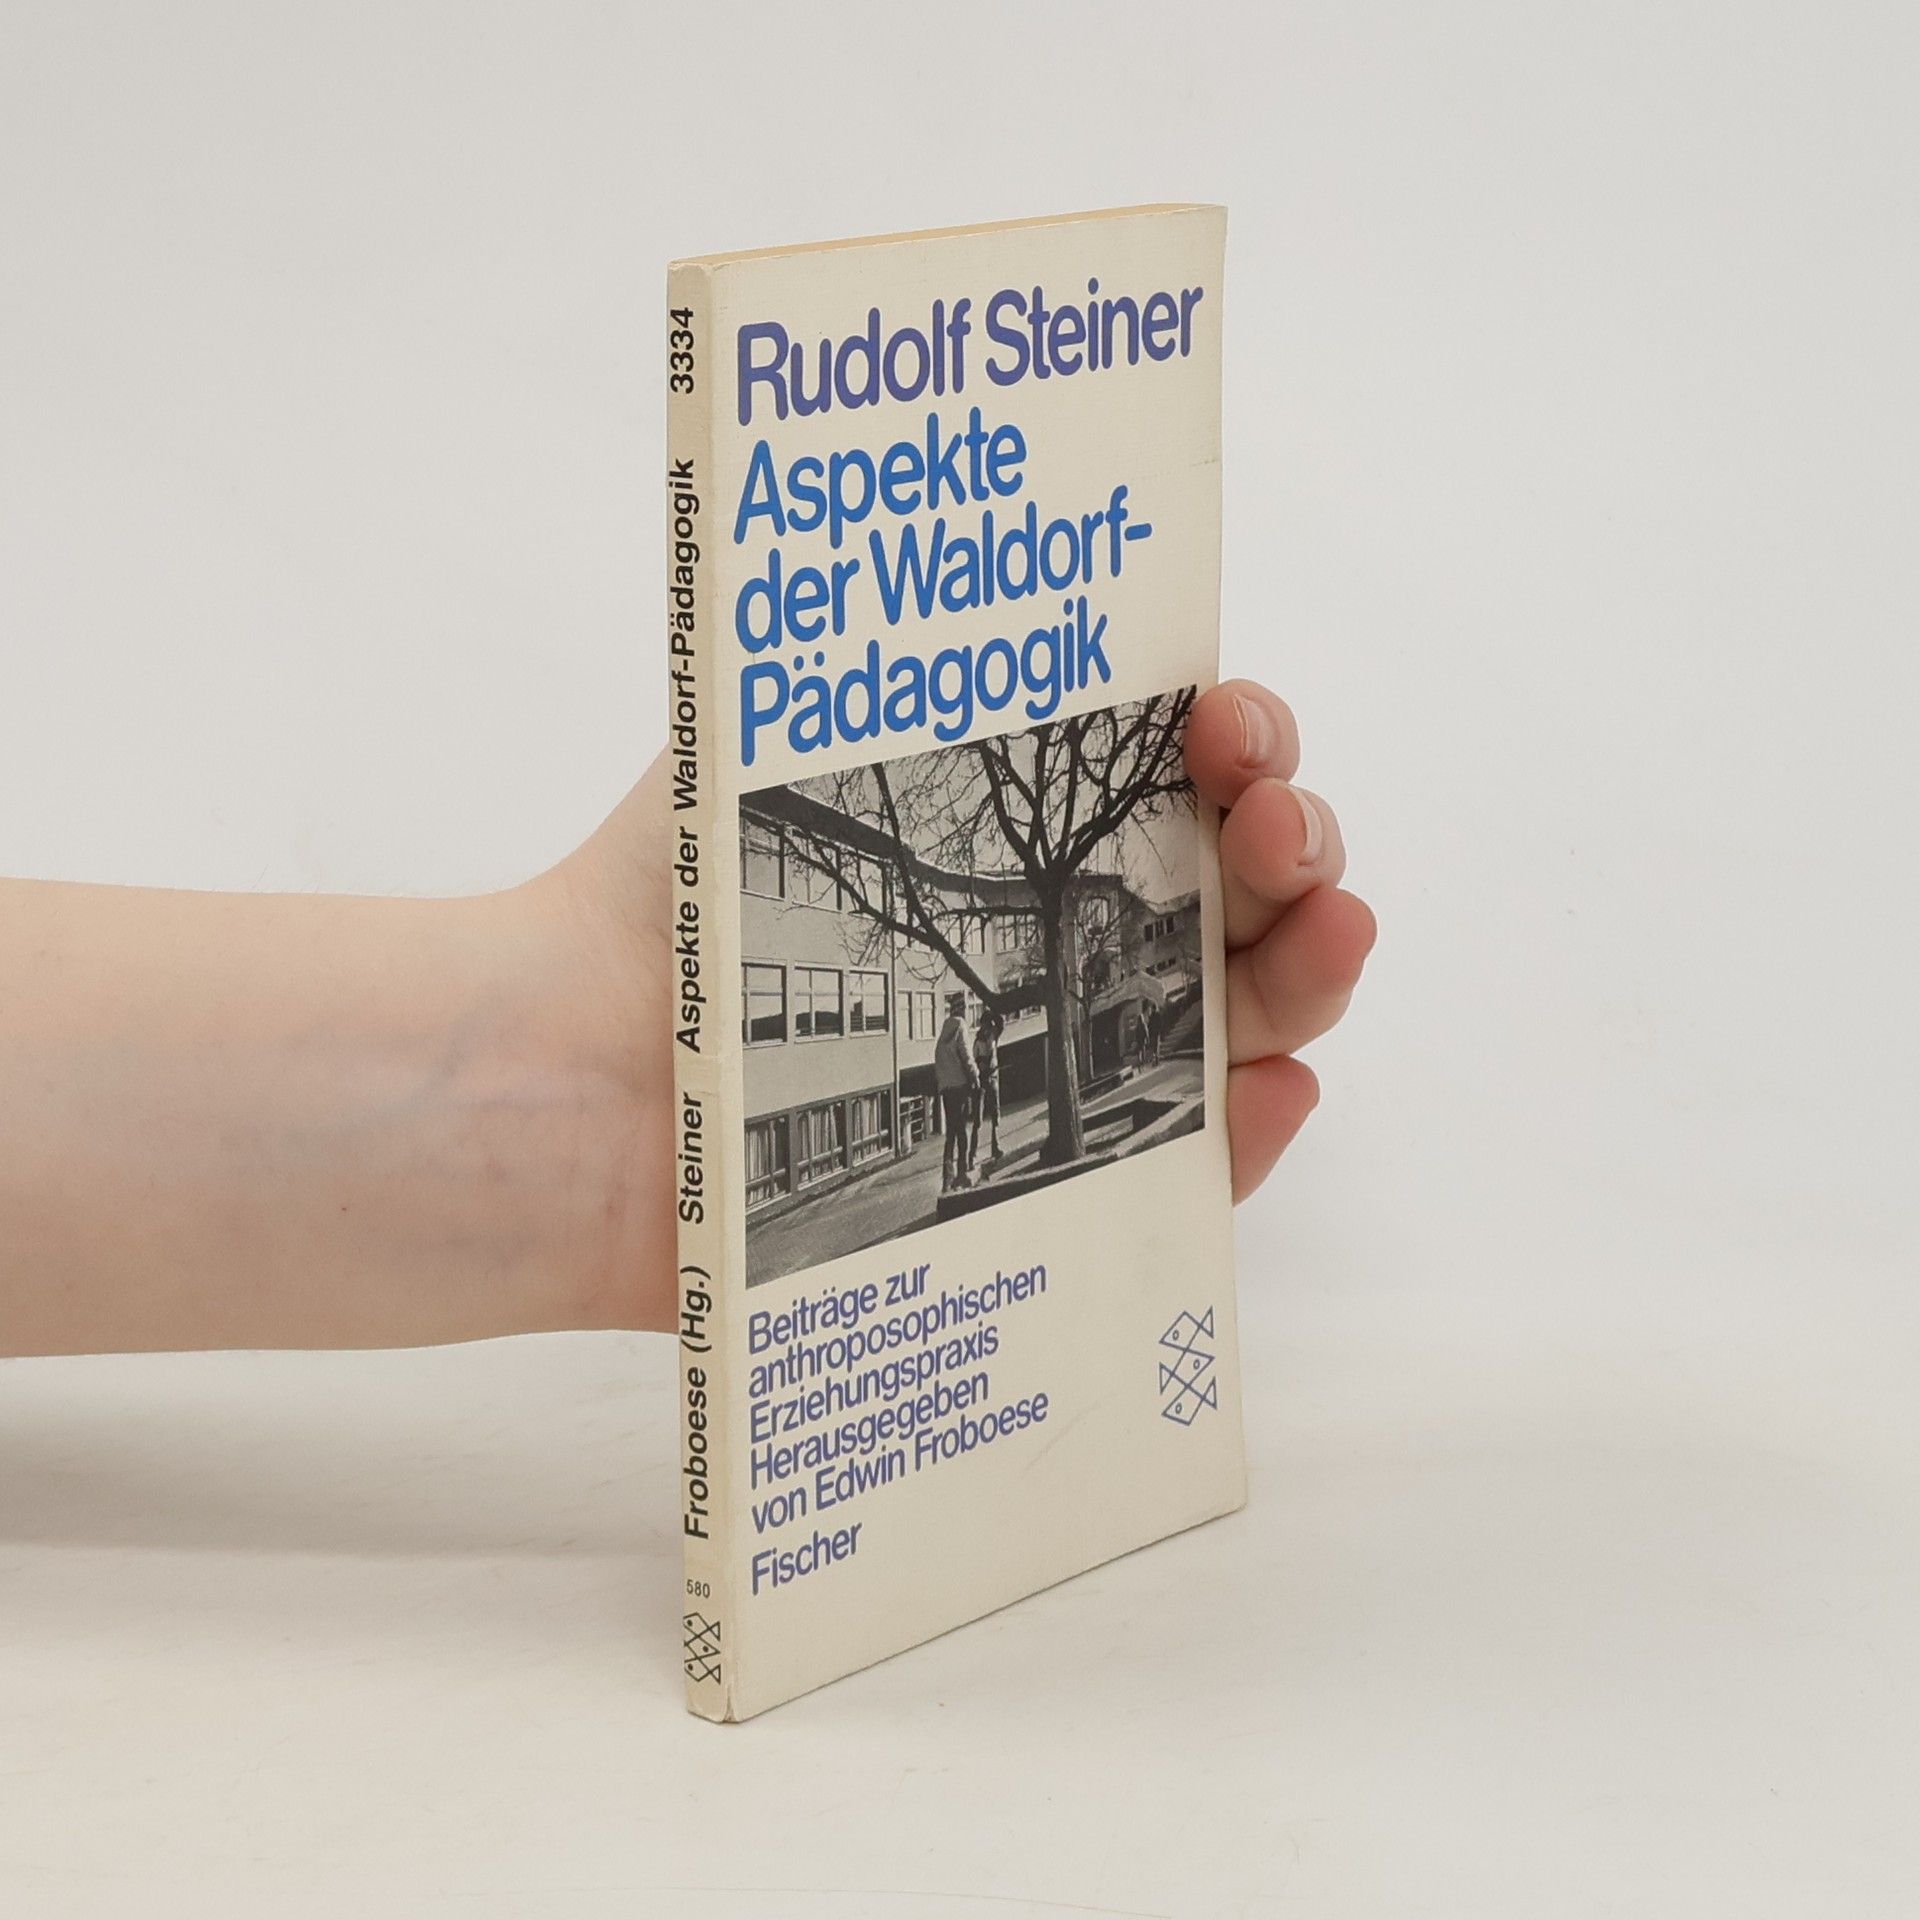 Rudolf Steiner
Aspekte
der Waldorf-
Pädagogik
Beiträge zur
anthroposophischen
Erziehungspraxis
Herausgegeben
von Edwin Froboese
Fischer
580 Froboese (Hg.) Steiner Aspekte der Waldorf-Pädagogik 3334